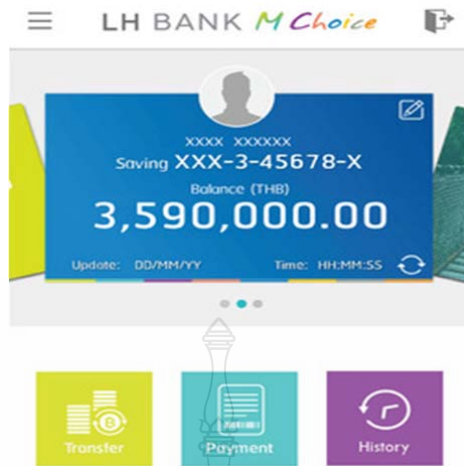 LH BANK M Choice
XXXX XXXXXX
Saving XXX-3-45678-X
Balance (THB)
3,590,000.00
Update: DD/MM/YY Time: HH:MM:SS
Transfer Payment History